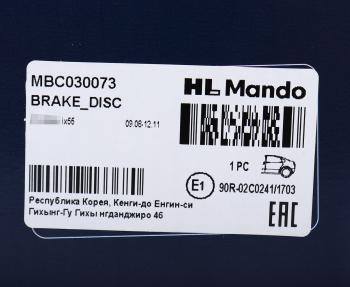 MBC030073
HL Mando
BRAKE_DISC
ix55 09.08-12.11
1 PC
E1 90R-02C0241/1703
Республика Корея, Кенги-до Енгин-си
Гихынг-Гу Гихы нгданджиро 46
EAC